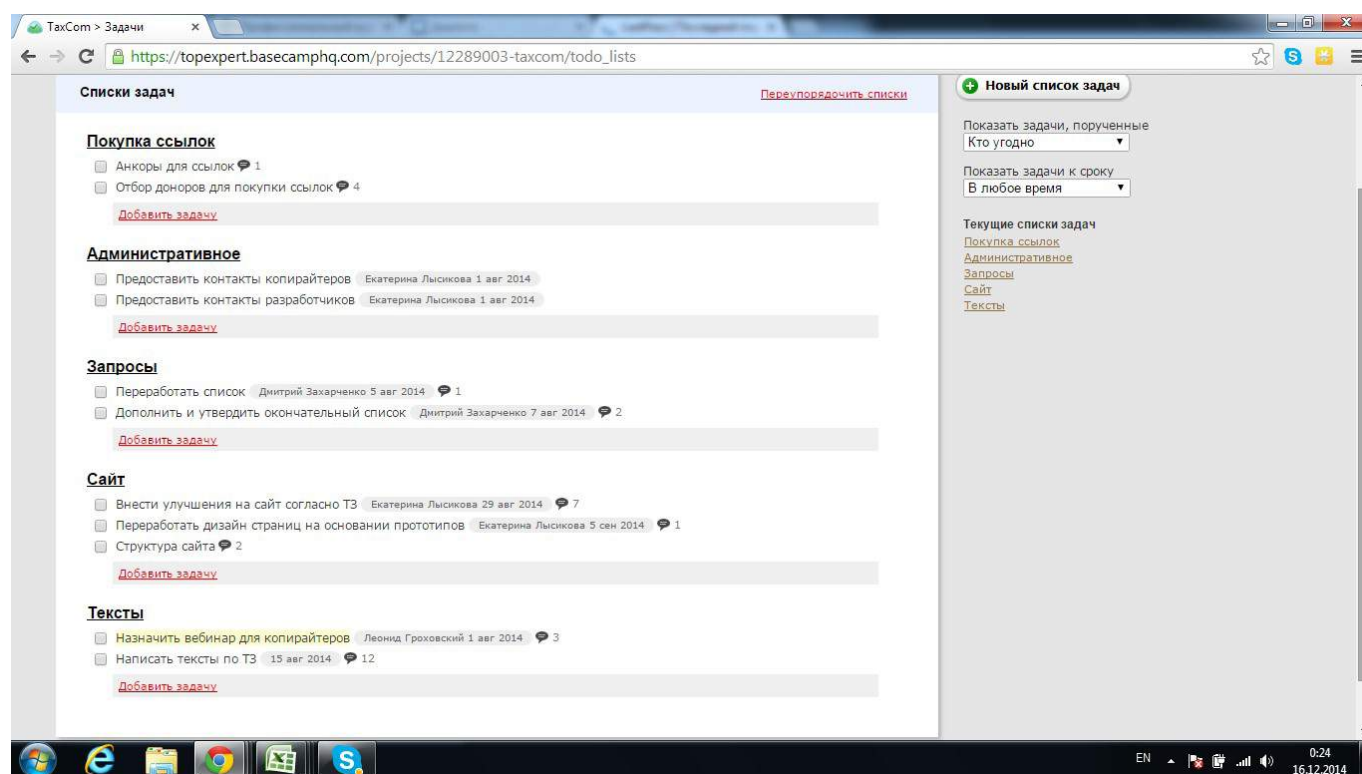 TaxCom > Задачи
https://topexpert.basecamphq.com/projects/12289003-taxcom/todo_lists
Списки задач
Переупорядочить списки
Покупка ссылок
Анкоры для ссылок 1
Отбор доноров для покупки ссылок 4
Добавить задачу
Административное
Предоставить контакты копирайтеров Екатерина Лысикова 1 авг 2014
Предоставить контакты разработчиков Екатерина Лысикова 1 авг 2014
Добавить задачу
Запросы
Переработать список Дмитрий Захарченко 5 авг 2014 1
Дополнить и утвердить окончательный список Дмитрий Захарченко 7 авг 2014 2
Добавить задачу
Сайт
Внести улучшения на сайт согласно ТЗ Екатерина Лысикова 29 авг 2014 7
Переработать дизайн страниц на основании прототипов Екатерина Лысикова 5 сен 2014 1
Структура сайта 2
Добавить задачу
Тексты
Назначить вебинар для копирайтеров Леонид Гроховский 1 авг 2014 3
Написать тексты по ТЗ 15 авг 2014 12
Добавить задачу
Новый список задач
Показать задачи, порученные
Кто угодно
Показать задачи к сроку
В любое время
Текущие списки задач
Покупка ссылок
Административное
Запросы
Сайт
Тексты
EN
0:24
16.12.2014